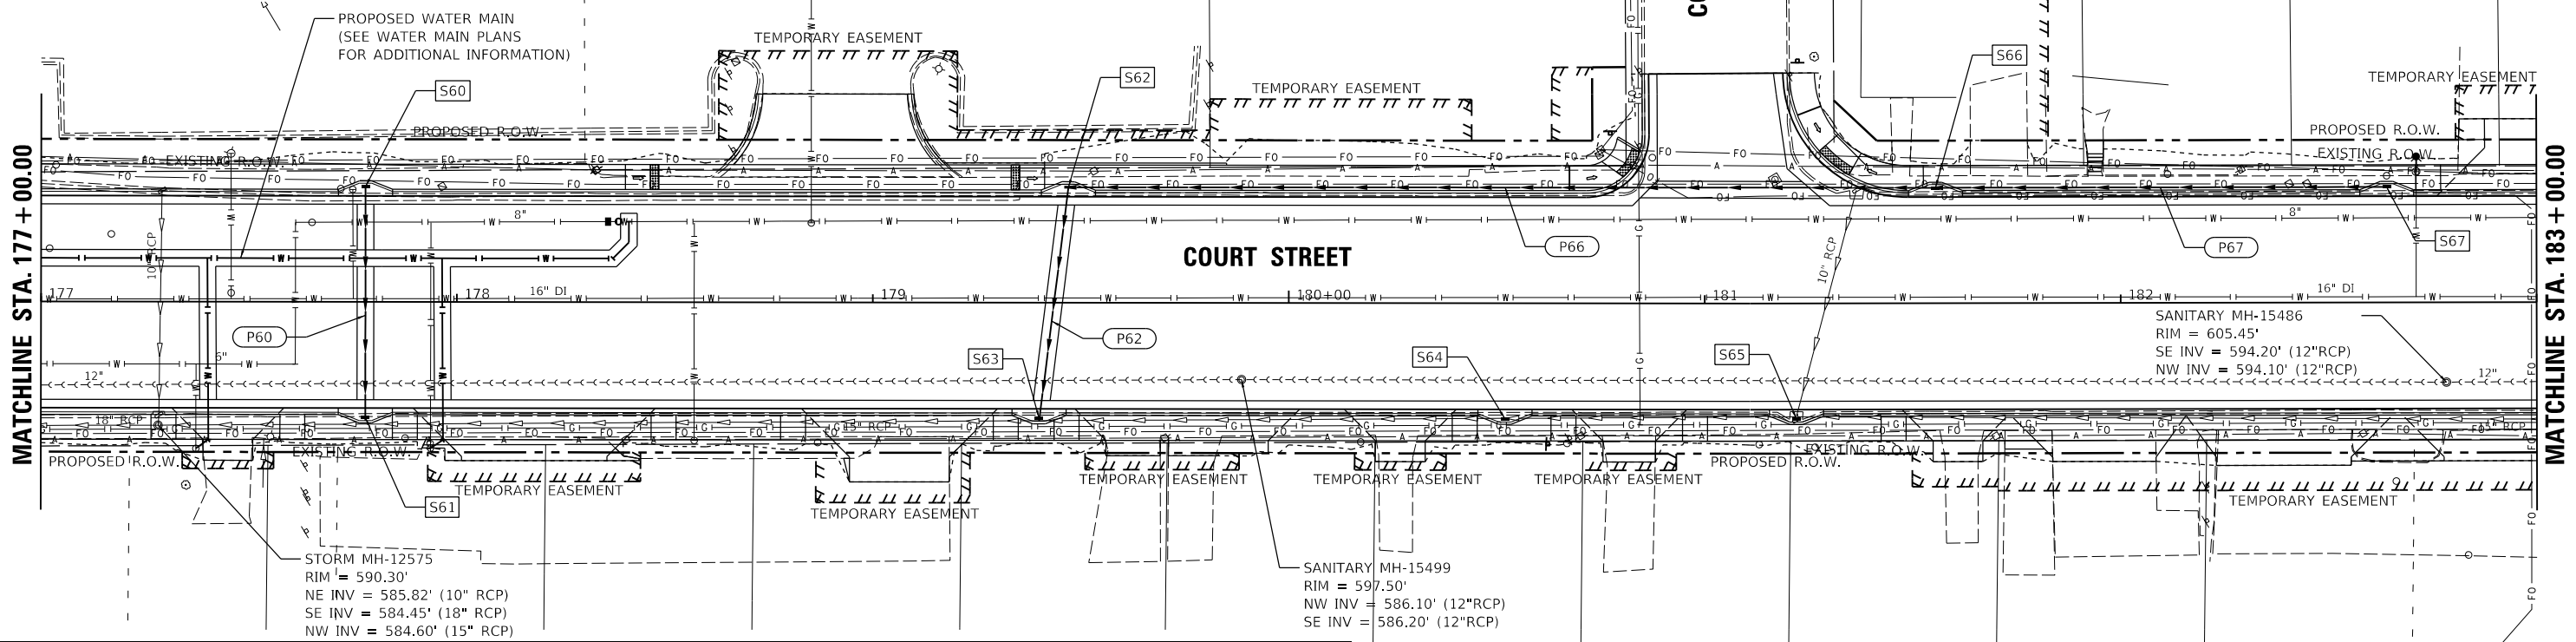 PROPOSED WATER MAIN
(SEE WATER MAIN PLANS
FOR ADDITIONAL INFORMATION)
S60
TEMPORARY EASEMENT
S62
TEMPORARY EASEMENT
S66
TEMPORARY EASEMENT
PROPOSED R.O.W.
EXISTING R.O.W.
PROPOSED R.O.W.
EXISTING R.O.W.
MATCHLINE STA. 177+00.00
MATCHLINE STA. 183+00.00
8"
P66
P67
S67
8"
COURT STREET
10" RCP
10" RCP
177
178
16" DI
179
180+00
181
182
16" DI
P60
P62
6"
12"
S63
S64
S65
SANITARY MH-15486
RIM = 605.45'
SE INV = 594.20' (12"RCP)
NW INV = 594.10' (12"RCP)
12"
18" RCP
15" RCP
15" RCP
PROPOSED R.O.W.
EXISTING R.O.W.
PROPOSED R.O.W.
EXISTING R.O.W.
S61
TEMPORARY EASEMENT
TEMPORARY EASEMENT
TEMPORARY EASEMENT
TEMPORARY EASEMENT
TEMPORARY EASEMENT
TEMPORARY EASEMENT
STORM MH-12575
RIM = 590.30'
NE INV = 585.82' (10" RCP)
SE INV = 584.45' (18" RCP)
NW INV = 584.60' (15" RCP)
SANITARY MH-15499
RIM = 597.50'
NW INV = 586.10' (12"RCP)
SE INV = 586.20' (12"RCP)